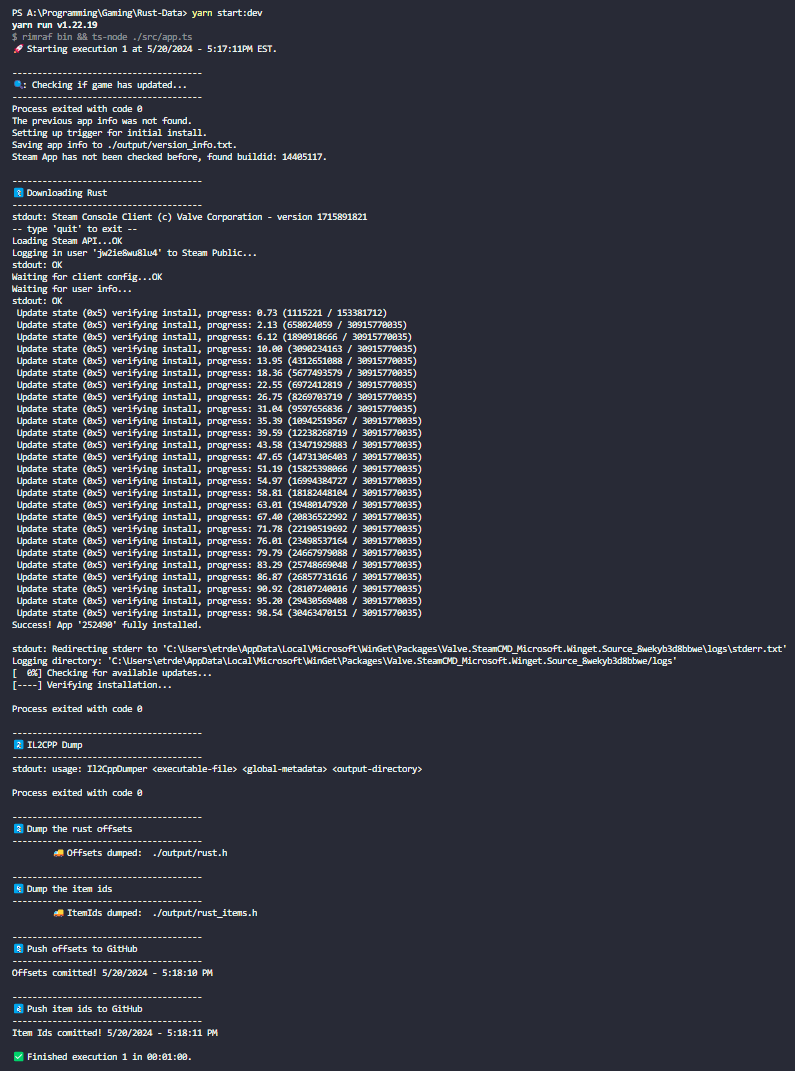 PS A:\Programming\Gaming\Rust-Data> yarn start:dev
yarn run v1.22.19
$ rimraf bin && ts-node ./src/app.ts
🚀 Starting execution 1 at 5/20/2024 - 5:17:11PM EST.
--------------------------------------
🔍: Checking if game has updated...
--------------------------------------
Process exited with code 0
The previous app info was not found.
Setting up trigger for initial install.
Saving app info to ./output/version_info.txt.
Steam App has not been checked before, found buildid: 14405117.
--------------------------------------
Downloading Rust
--------------------------------------
stdout: Steam Console Client (c) Valve Corporation - version 1715891821
-- type 'quit' to exit --
Loading Steam API...OK
Logging in user 'jw2ie8wu8lu4' to Steam Public...
stdout: OK
Waiting for client config...OK
Waiting for user info...
stdout: OK
Update state (0x5) verifying install, progress: 0.73 (1115221 / 153381712)
Update state (0x5) verifying install, progress: 2.13 (658024059 / 30915770035)
Update state (0x5) verifying install, progress: 6.12 (1890918666 / 30915770035)
Update state (0x5) verifying install, progress: 10.00 (3090234163 / 30915770035)
Update state (0x5) verifying install, progress: 13.95 (4312651088 / 30915770035)
Update state (0x5) verifying install, progress: 18.36 (5677493579 / 30915770035)
Update state (0x5) verifying install, progress: 22.55 (6972412819 / 30915770035)
Update state (0x5) verifying install, progress: 26.75 (8269703719 / 30915770035)
Update state (0x5) verifying install, progress: 31.04 (9597656836 / 30915770035)
Update state (0x5) verifying install, progress: 35.39 (10942519567 / 30915770035)
Update state (0x5) verifying install, progress: 39.59 (12238268719 / 30915770035)
Update state (0x5) verifying install, progress: 43.58 (13471929883 / 30915770035)
Update state (0x5) verifying install, progress: 47.65 (14731306403 / 30915770035)
Update state (0x5) verifying install, progress: 51.19 (15825398066 / 30915770035)
Update state (0x5) verifying install, progress: 54.97 (16994384727 / 30915770035)
Update state (0x5) verifying install, progress: 58.81 (18182448104 / 30915770035)
Update state (0x5) verifying install, progress: 63.01 (19480147920 / 30915770035)
Update state (0x5) verifying install, progress: 67.40 (20836522992 / 30915770035)
Update state (0x5) verifying install, progress: 71.78 (22190519692 / 30915770035)
Update state (0x5) verifying install, progress: 76.01 (23498537164 / 30915770035)
Update state (0x5) verifying install, progress: 79.79 (24667979088 / 30915770035)
Update state (0x5) verifying install, progress: 83.29 (25748669048 / 30915770035)
Update state (0x5) verifying install, progress: 86.87 (26857731616 / 30915770035)
Update state (0x5) verifying install, progress: 90.92 (28107240016 / 30915770035)
Update state (0x5) verifying install, progress: 95.20 (29430569408 / 30915770035)
Update state (0x5) verifying install, progress: 98.54 (30463470151 / 30915770035)
Success! App '252490' fully installed.
stdout: Redirecting stderr to 'C:\Users\etrde\AppData\Local\Microsoft\WinGet\Packages\Valve.SteamCMD_Microsoft.Winget.Source_8wekyb3d8bbwe\logs\stderr.txt'
Logging directory: 'C:\Users\etrde\AppData\Local\Microsoft\WinGet\Packages\Valve.SteamCMD_Microsoft.Winget.Source_8wekyb3d8bbwe/logs'
[  0%] Checking for available updates...
[----] Verifying installation...
Process exited with code 0
--------------------------------------
IL2CPP Dump
--------------------------------------
stdout: usage: Il2CppDumper <executable-file> <global-metadata> <output-directory>
Process exited with code 0
--------------------------------------
Dump the rust offsets
--------------------------------------
🚚 Offsets dumped:  ./output/rust.h
--------------------------------------
Dump the item ids
--------------------------------------
🚚 ItemIds dumped:  ./output/rust_items.h
--------------------------------------
Push offsets to GitHub
--------------------------------------
Offsets comitted! 5/20/2024 - 5:18:10 PM
--------------------------------------
Push item ids to GitHub
--------------------------------------
Item Ids comitted! 5/20/2024 - 5:18:11 PM
✅ Finished execution 1 in 00:01:00.